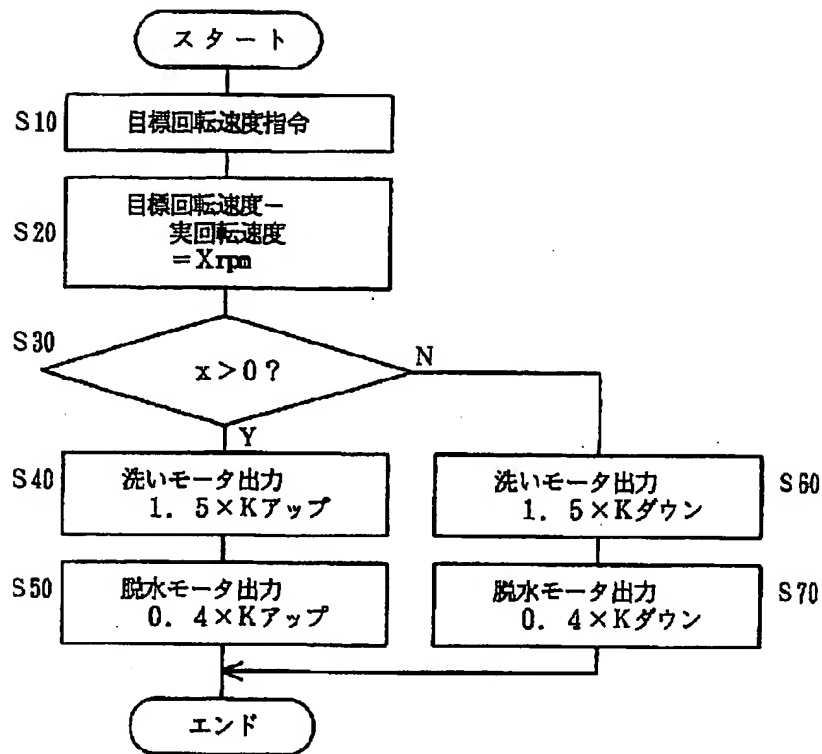 スタート
S10
目標回転速度指令
S20
目標回転速度－
実回転速度
＝Xrpm
S30
x＞0？
N
Y
S40
洗いモータ出力
1．5×Kアップ
S60
洗いモータ出力
1．5×Kダウン
S50
脱水モータ出力
0．4×Kアップ
S70
脱水モータ出力
0．4×Kダウン
エンド